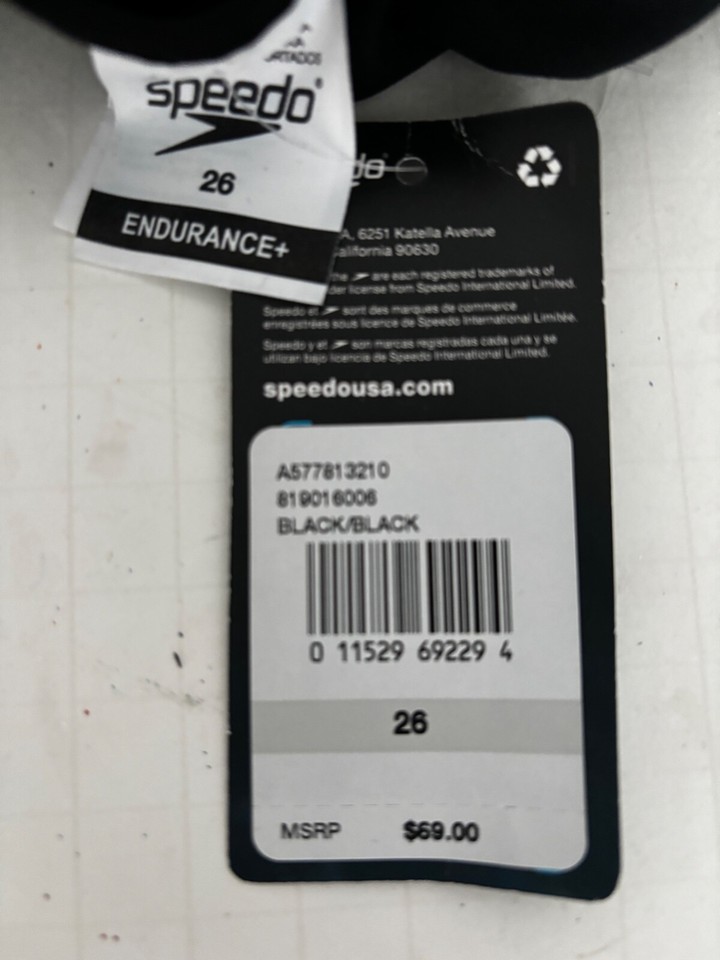 speedo®
26
ENDURANCE+
do
A, 6251 Katella Avenue
alifornia 90630
the are each registered trademarks of
der license from Speedo International Limited.
Speedo et sont des marques de commerce
enregistrées sous licence de Speedo International Limitée.
Speedo y el son marcas registradas cada una y se
utilizan bajo licencia de Speedo International Limited.
speedousa.com
A577813210
819016006
BLACK/BLACK
0 11529 69229 4
26
MSRP $69.00